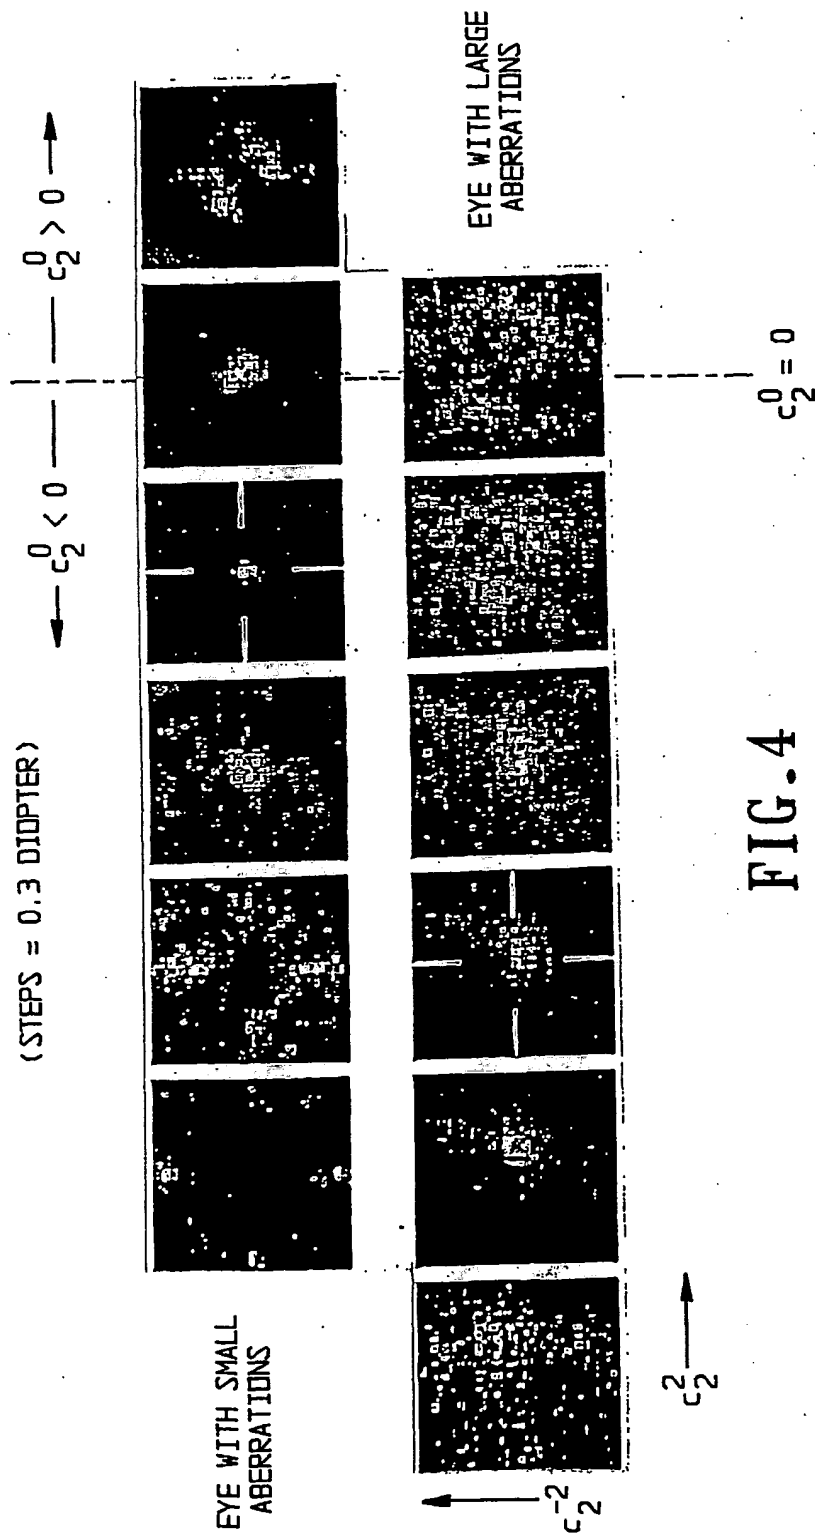 (STEPS = 0.3 DIOPTER)
← c₂⁰ < 0 —— —— c₂⁰ > 0 →
EYE WITH SMALL
ABERRATIONS
EYE WITH LARGE
ABERRATIONS
c₂⁻²
c₂²
c₂⁰ = 0
FIG.4